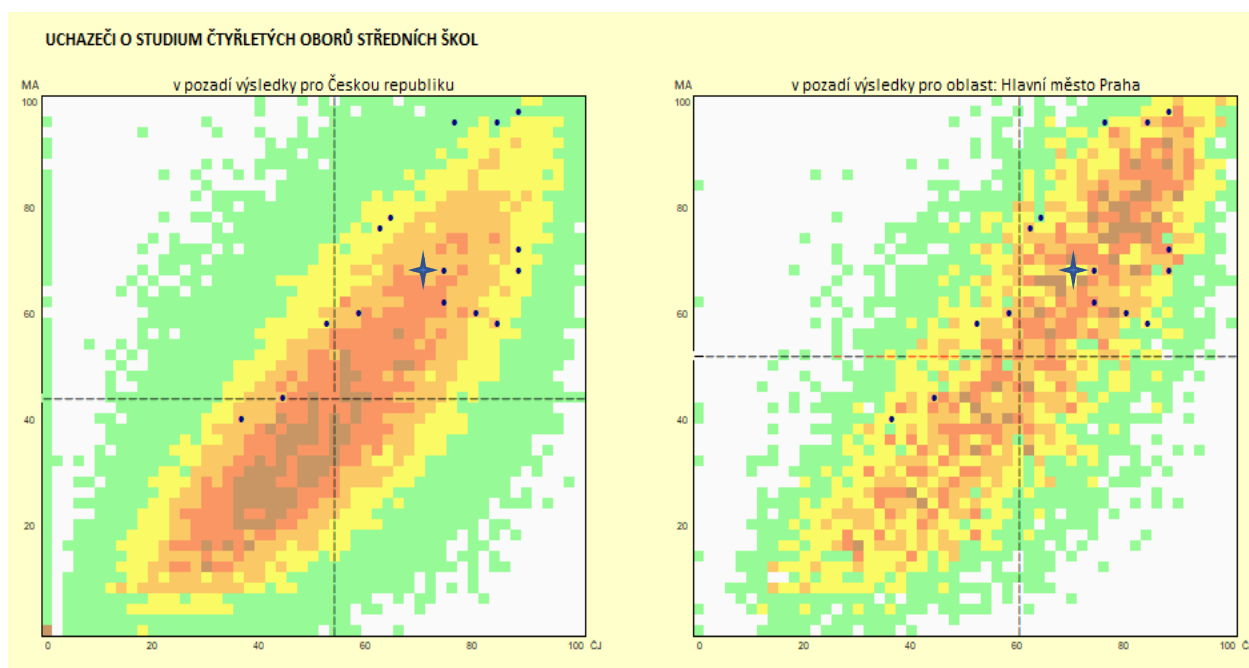 UCHAZEČI O STUDIUM ČTYŘLETÝCH OBORŮ STŘEDNÍCH ŠKOL
MA v pozadí výsledky pro Českou republiku
100
80
60
40
20
0 20 40 60 80 100 ČJ
MA v pozadí výsledky pro oblast: Hlavní město Praha
100
80
60
40
20
0 20 40 60 80 100